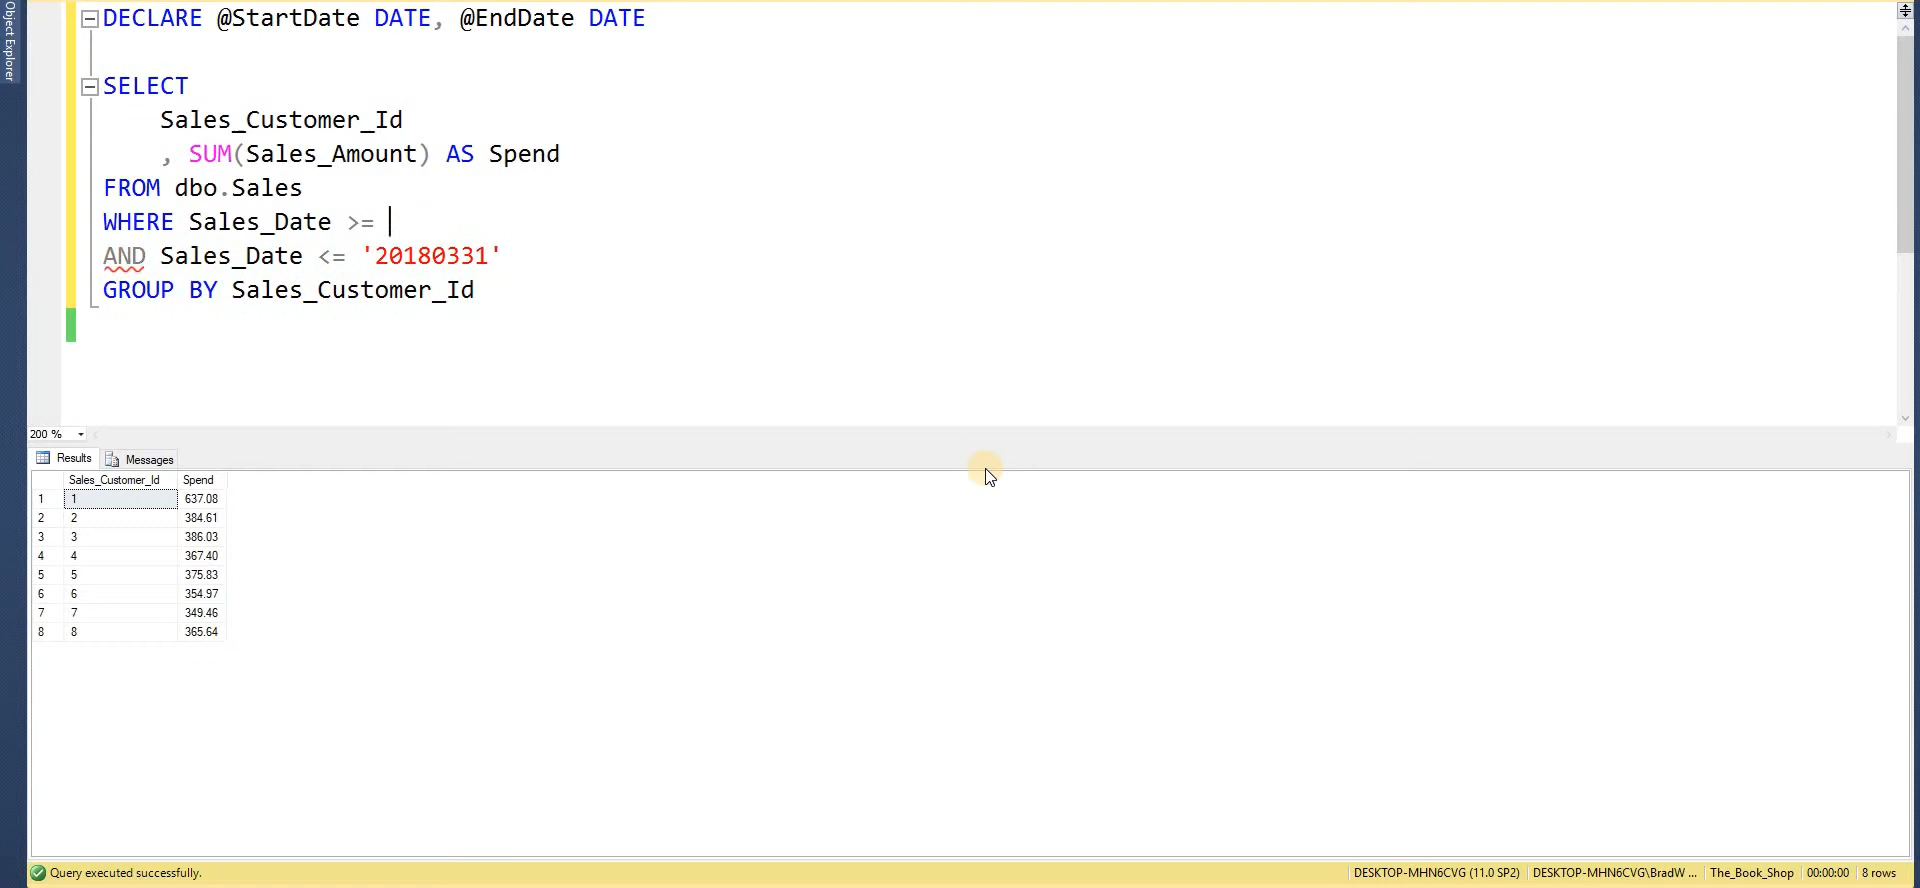 Object Explorer
DECLARE @StartDate DATE, @EndDate DATE
SELECT
Sales_Customer_Id
, SUM(Sales_Amount) AS Spend
FROM dbo.Sales
WHERE Sales_Date >=
AND Sales_Date <= '20180331'
GROUP BY Sales_Customer_Id
200 %
Results Messages
Sales_Customer_Id Spend
1 1 637.08
2 2 384.61
3 3 386.03
4 4 367.40
5 5 375.83
6 6 354.97
7 7 349.46
8 8 365.64
Query executed successfully. DESKTOP-MHN6CVG (11.0 SP2) DESKTOP-MHN6CVG\BradW ... The_Book_Shop 00:00:00 8 rows